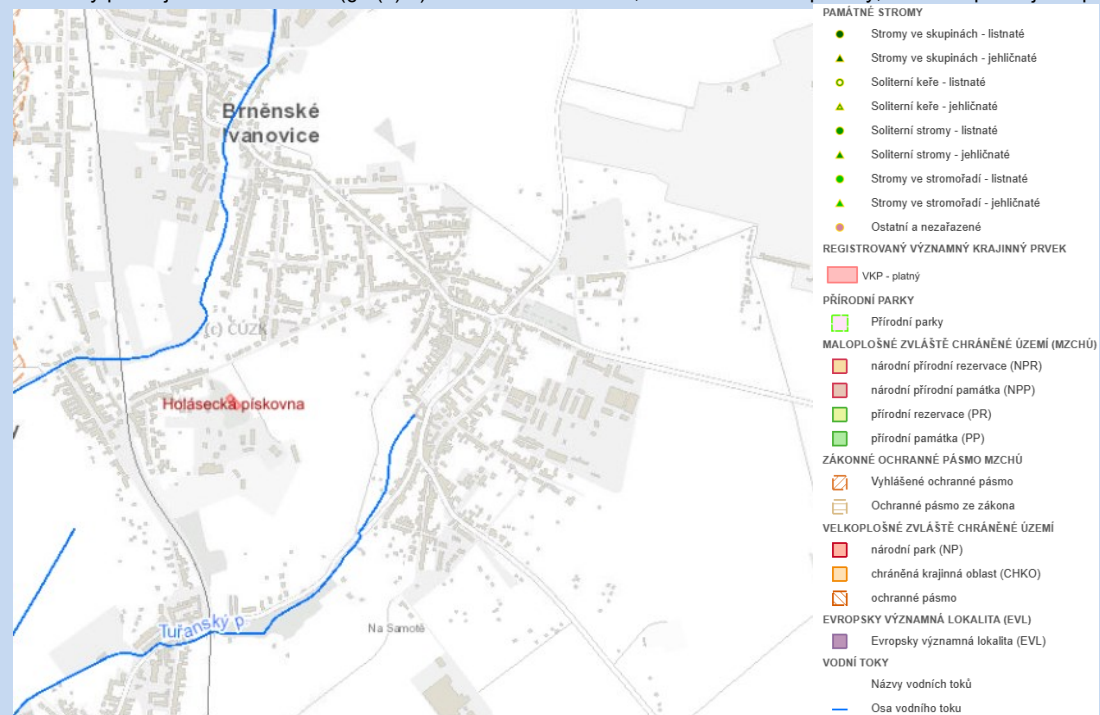 Brněnské
Ivanovice
(c) ČÚZK
Holásecká pískovna
Tuřanský p
Na Samotě
PAMÁTNÉ STROMY
Stromy ve skupinách - listnaté
Stromy ve skupinách - jehličnaté
Soliterní keře - listnaté
Soliterní keře - jehličnaté
Soliterní stromy - listnaté
Soliterní stromy - jehličnaté
Stromy ve stromořadí - listnaté
Stromy ve stromořadí - jehličnaté
Ostatní a nezařazené
REGISTROVANÝ VÝZNAMNÝ KRAJINNÝ PRVEK
VKP - platný
PŘÍRODNÍ PARKY
Přírodní parky
MALOPLOŠNÉ ZVLÁŠTĚ CHRÁNĚNÉ ÚZEMÍ (MZCHÚ)
národní přírodní rezervace (NPR)
národní přírodní památka (NPP)
přírodní rezervace (PR)
přírodní památka (PP)
ZÁKONNÉ OCHRANNÉ PÁSMO MZCHÚ
Vyhlášené ochranné pásmo
Ochranné pásmo ze zákona
VELKOPLOŠNÉ ZVLÁŠTĚ CHRÁNĚNÉ ÚZEMÍ
národní park (NP)
chráněná krajinná oblast (CHKO)
ochranné pásmo
EVROPSKY VÝZNAMNÁ LOKALITA (EVL)
Evropsky významná lokalita (EVL)
VODNÍ TOKY
Názvy vodních toků
Osa vodního toku